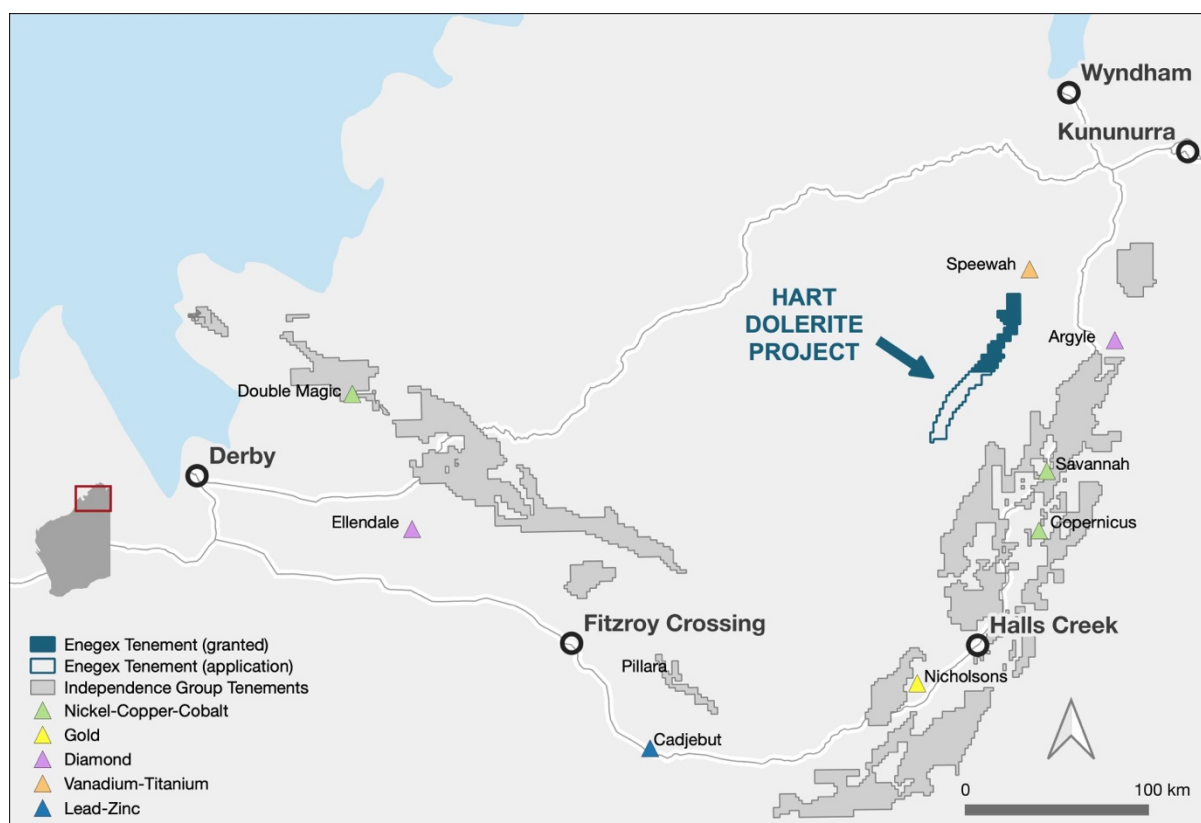 Wyndham
Kununurra
Speewah
HART
DOLERITE
PROJECT
Argyle
Double Magic
Derby
Savannah
Ellendale
Copernicus
Fitzroy Crossing
Halls Creek
Pillara
Nicholsons
Cadjebut
Enegex Tenement (granted)
Enegex Tenement (application)
Independence Group Tenements
Nickel-Copper-Cobalt
Gold
Diamond
Vanadium-Titanium
Lead-Zinc
0 100 km